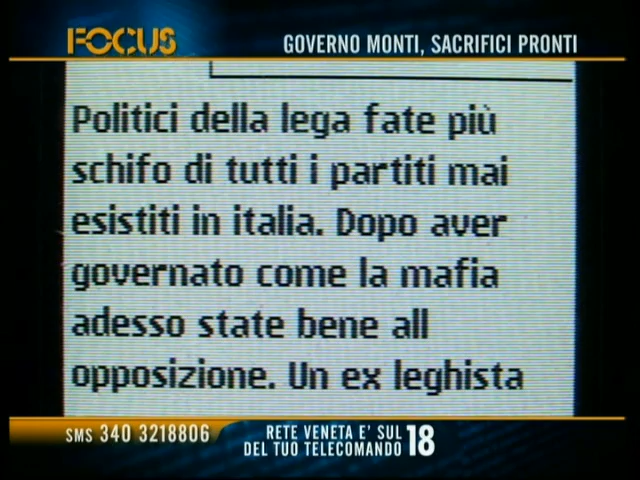 FOCUS
GOVERNO MONTI, SACRIFICI PRONTI
Politici della lega fate più
schifo di tutti i partiti mai
esistiti in italia. Dopo aver
governato come la mafia
adesso state bene all
opposizione. Un ex leghista
SMS 340 3218806
RETE VENETA E' SUL
DEL TUO TELECOMANDO 18